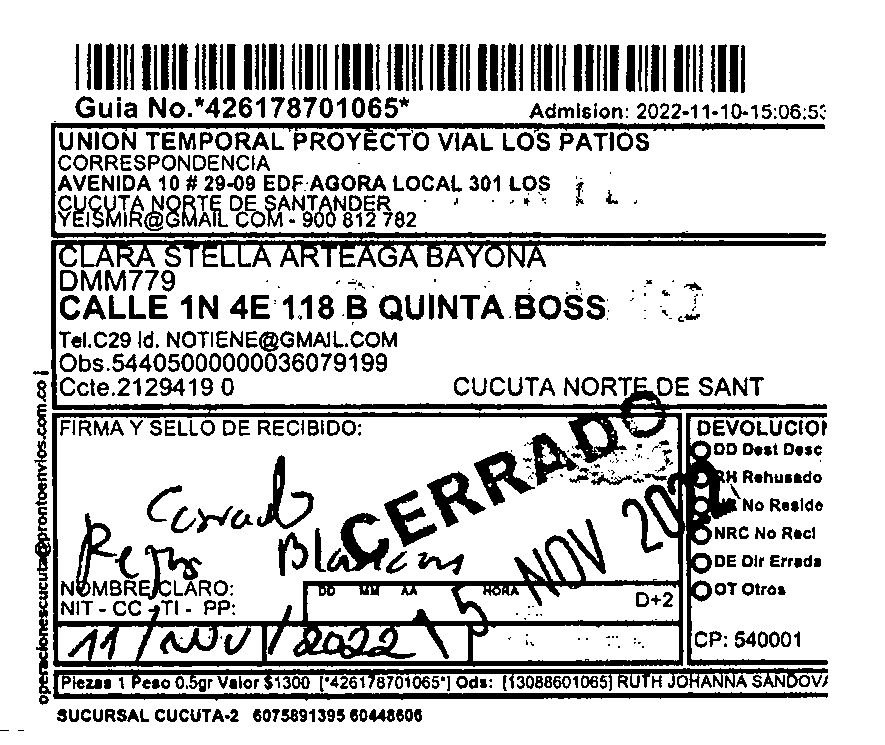 Guia No.*426178701065*
Admision: 2022-11-10-15:06:53
UNION TEMPORAL PROYECTO VIAL LOS PATIOS
CORRESPONDENCIA
AVENIDA 10 # 29-09 EDF AGORA LOCAL 301 LOS
CUCUTA NORTE DE SANTANDER
YEISMIR@GMAIL COM - 900 812 782
CLARA STELLA ARTEAGA BAYONA
DMM779
CALLE 1N 4E 118 B QUINTA BOSS
Tel.C29 Id. NOTIENE@GMAIL.COM
Obs.54405000000036079199
Ccte.2129419 0
CUCUTA NORTE DE SANT
operacionescucuta@prontoenvios.com.co
FIRMA Y SELLO DE RECIBIDO:
CERRADO
15 NOV 2022
Cerrado
Rejas Blancas
NOMBRE CLARO:
NIT - CC - TI - PP:
DD MM AA HORA
D+2
11/NOV/2022
DEVOLUCION
DD Dest Desc
RH Rehusado
No Reside
NRC No Recl
DE Dir Errada
OT Otros
CP: 540001
Piezas 1 Peso 0.5gr Valor $1300 [*426178701065*] Ods: [13088601065] RUTH JOHANNA SANDOVA
SUCURSAL CUCUTA-2 6075891395 60448606